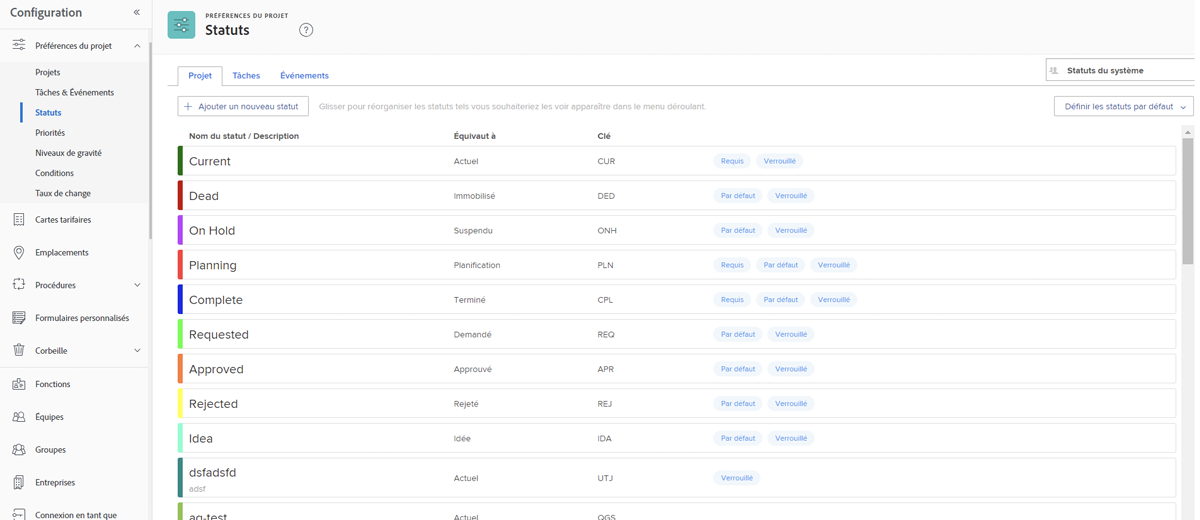 Configuration
Préférences du projet
Projets
Tâches & Événements
Statuts
Priorités
Niveaux de gravité
Conditions
Taux de change
Cartes tarifaires
Emplacements
Procédures
Formulaires personnalisés
Corbeille
Fonctions
Équipes
Groupes
Entreprises
Connexion en tant que
PRÉFÉRENCES DU PROJET
Statuts
Projet Tâches Événements
Statuts du système
Ajouter un nouveau statut Glisser pour réorganiser les statuts tels vous souhaiteriez les voir apparaître dans le menu déroulant. Définir les statuts par défaut
Nom du statut / Description Équivaut à Clé
Current Actuel CUR Requis Verrouillé
Dead Immobilisé DED Par défaut Verrouillé
On Hold Suspendu ONH Par défaut Verrouillé
Planning Planification PLN Requis Par défaut Verrouillé
Complete Terminé CPL Requis Par défaut Verrouillé
Requested Demandé REQ Par défaut Verrouillé
Approved Approuvé APR Par défaut Verrouillé
Rejected Rejeté REJ Par défaut Verrouillé
Idea Idée IDA Par défaut Verrouillé
dsfadsfd Actuel UTJ Verrouillé
adsf
ag-test Actuel QGS